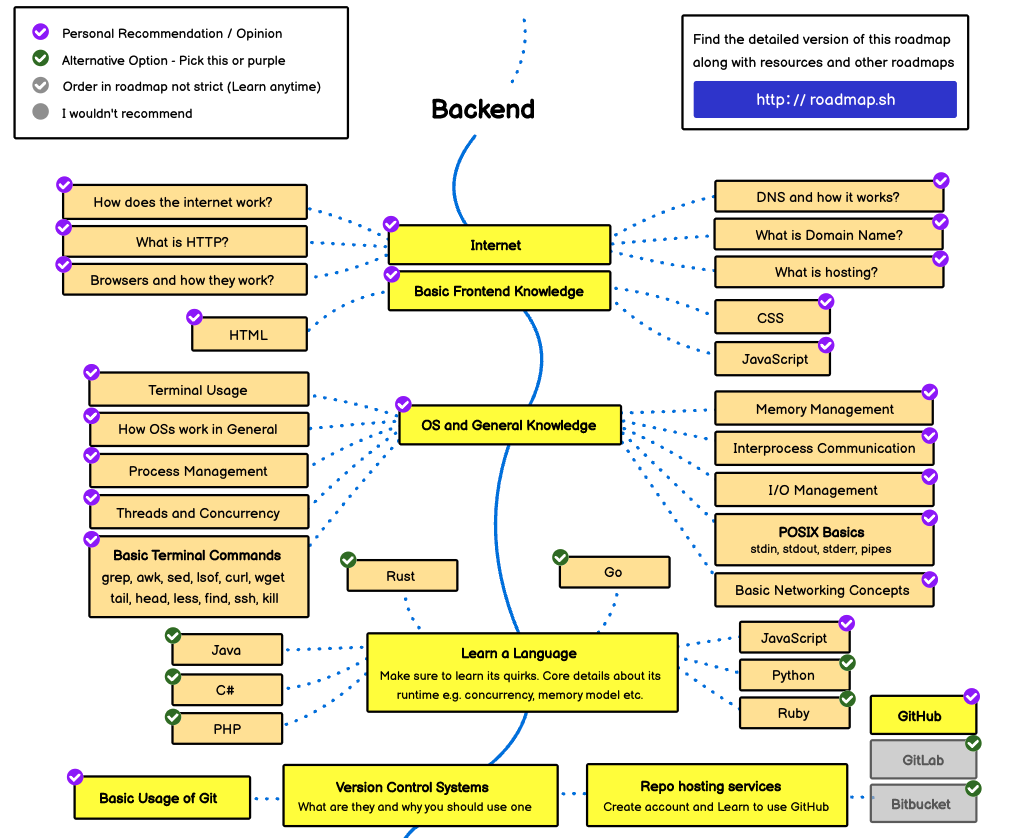 Personal Recommendation / Opinion
Alternative Option - Pick this or purple
Order in roadmap not strict (Learn anytime)
I wouldn't recommend
Find the detailed version of this roadmap
along with resources and other roadmaps
http://roadmap.sh
Backend
How does the internet work?
What is HTTP?
Browsers and how they work?
Internet
DNS and how it works?
What is Domain Name?
What is hosting?
Basic Frontend Knowledge
HTML
CSS
JavaScript
Terminal Usage
How OSs work in General
Process Management
Threads and Concurrency
Basic Terminal Commands
grep, awk, sed, lsof, curl, wget
tail, head, less, find, ssh, kill
OS and General Knowledge
Memory Management
Interprocess Communication
I/O Management
POSIX Basics
stdin, stdout, stderr, pipes
Basic Networking Concepts
Rust
Go
Java
C#
PHP
Learn a Language
Make sure to learn its quirks. Core details about its
runtime e.g. concurrency, memory model etc.
JavaScript
Python
Ruby
GitHub
GitLab
Bitbucket
Basic Usage of Git
Version Control Systems
What are they and why you should use one
Repo hosting services
Create account and Learn to use GitHub